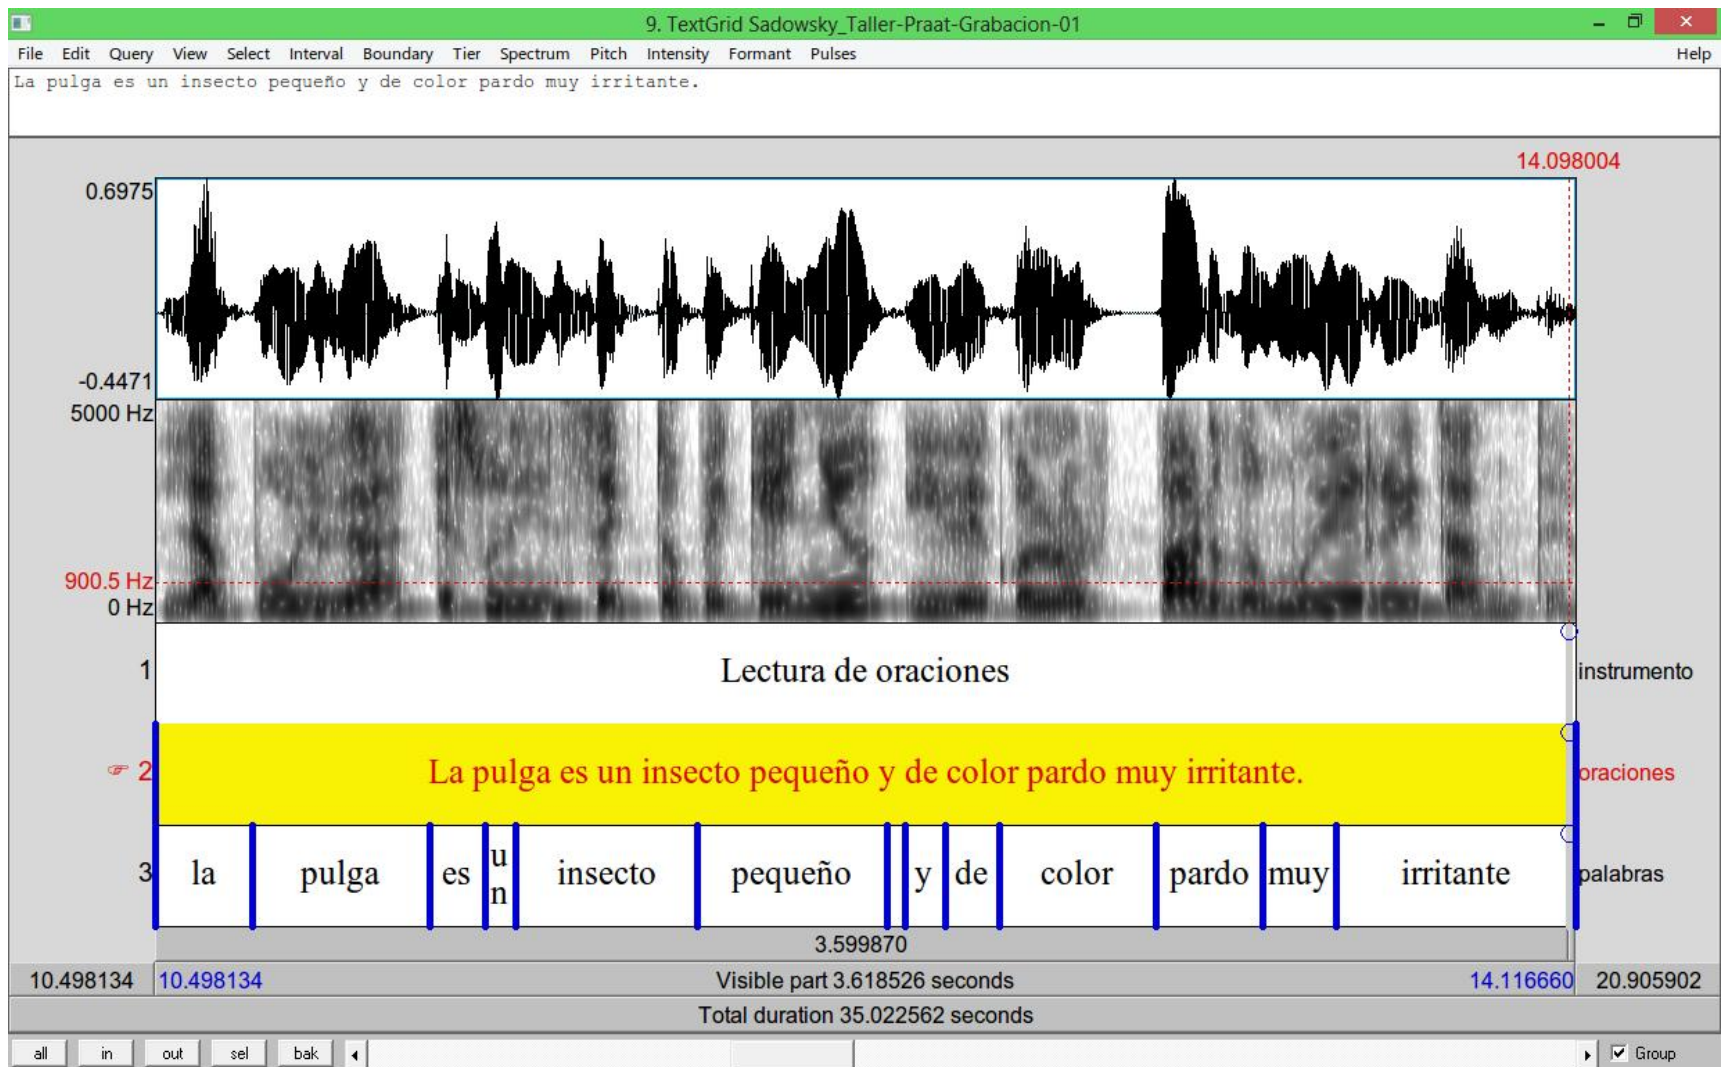 9. TextGrid Sadowsky_Taller-Praat-Grabacion-01
File Edit Query View Select Interval Boundary Tier Spectrum Pitch Intensity Formant Pulses Help
La pulga es un insecto pequeño y de color pardo muy irritante.
14.098004
0.6975
-0.4471
5000 Hz
900.5 Hz
0 Hz
1 Lectura de oraciones instrumento
2 La pulga es un insecto pequeño y de color pardo muy irritante. oraciones
3 la pulga es un insecto pequeño y de color pardo muy irritante palabras
3.599870
10.498134 10.498134 Visible part 3.618526 seconds 14.116660 20.905902
Total duration 35.022562 seconds
all in out sel bak Group